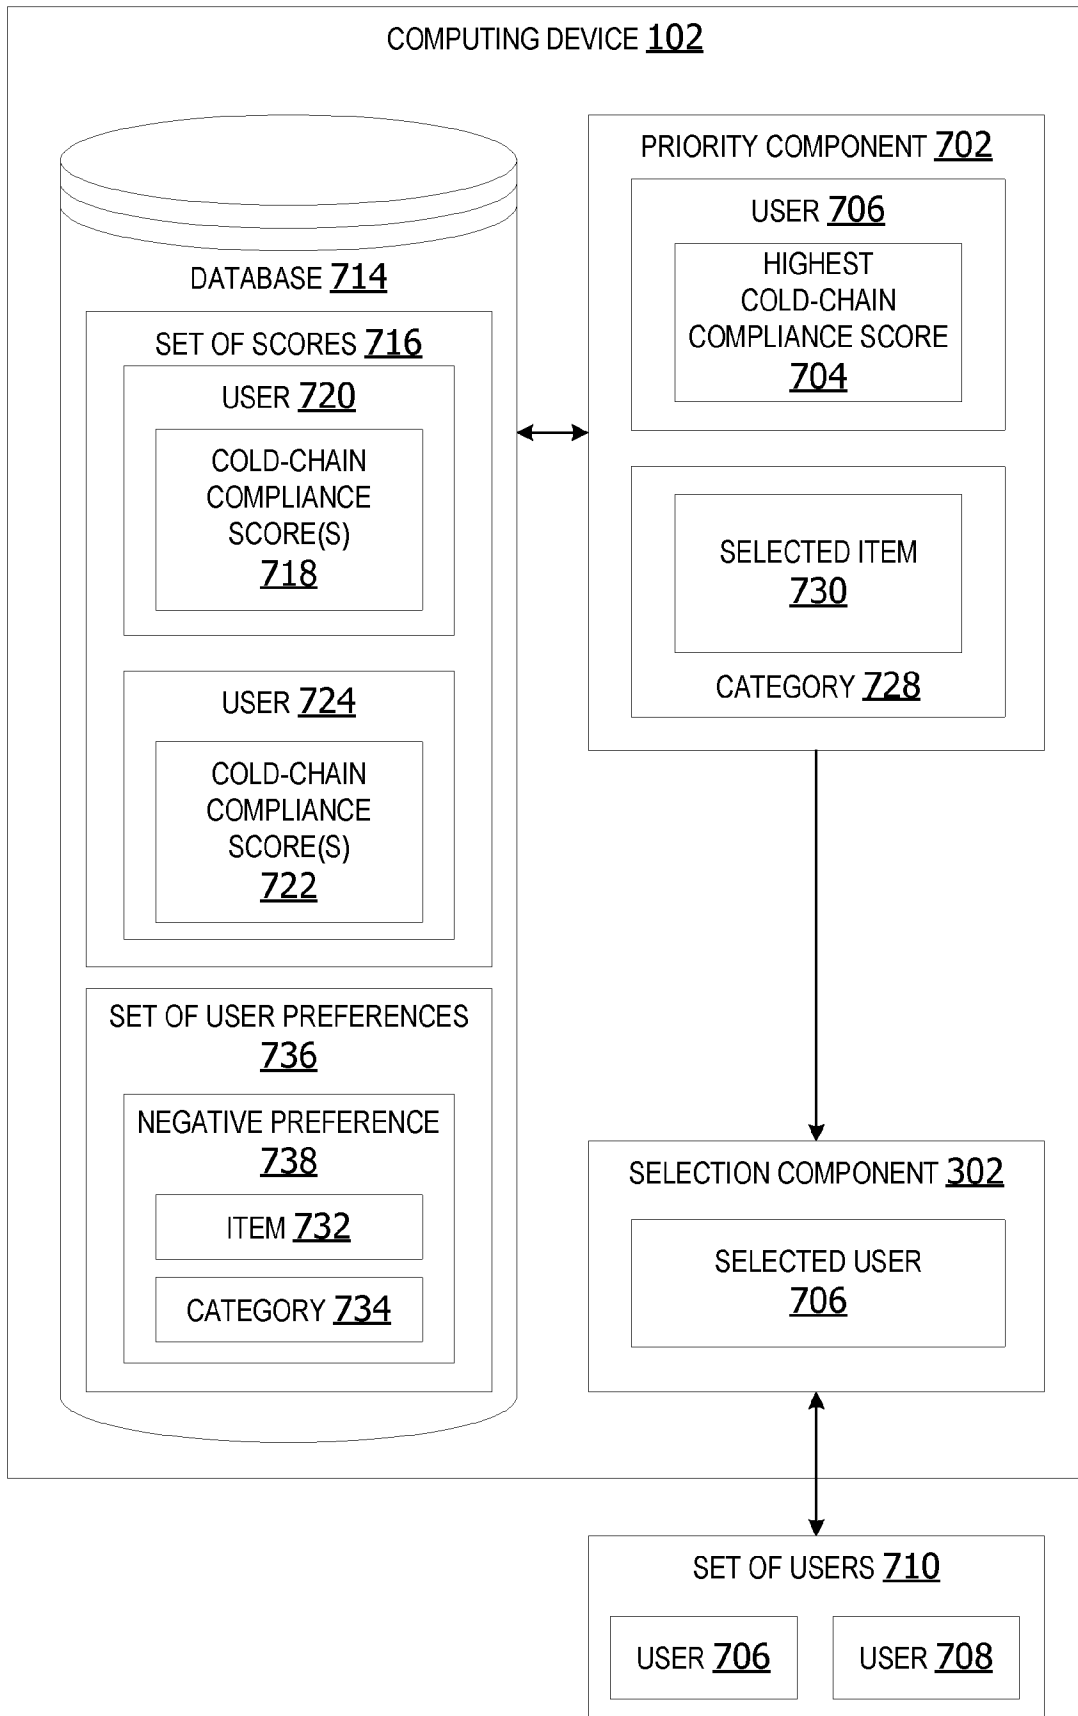 COMPUTING DEVICE 102
DATABASE 714
SET OF SCORES 716
USER 720
COLD-CHAIN
COMPLIANCE
SCORE(S)
718
USER 724
COLD-CHAIN
COMPLIANCE
SCORE(S)
722
SET OF USER PREFERENCES
736
NEGATIVE PREFERENCE
738
ITEM 732
CATEGORY 734
PRIORITY COMPONENT 702
USER 706
HIGHEST
COLD-CHAIN
COMPLIANCE SCORE
704
SELECTED ITEM
730
CATEGORY 728
SELECTION COMPONENT 302
SELECTED USER
706
SET OF USERS 710
USER 706
USER 708